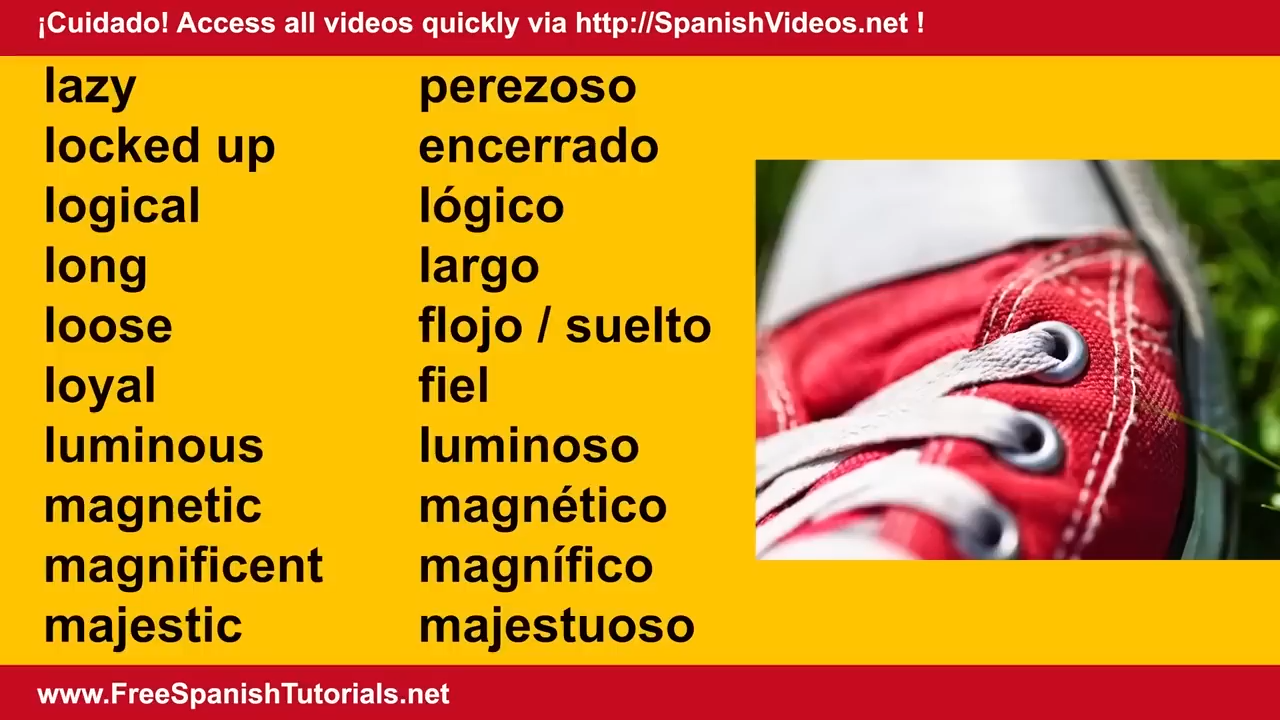 ¡Cuidado! Access all videos quickly via http://SpanishVideos.net !
lazy perezoso
locked up encerrado
logical lógico
long largo
loose flojo / suelto
loyal fiel
luminous luminoso
magnetic magnético
magnificent magnífico
majestic majestuoso
www.FreeSpanishTutorials.net